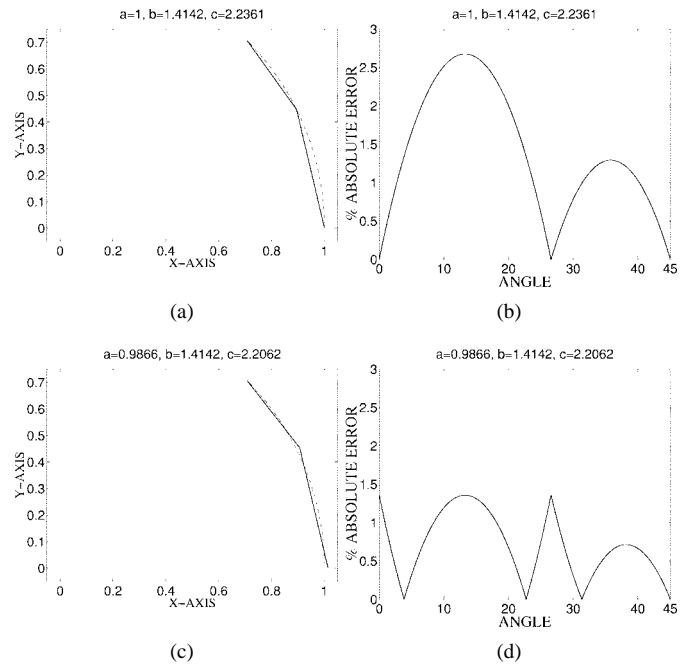 a=1, b=1.4142, c=2.2361
0.7
0.6
0.5
0.4
0.3
0.2
0.1
0
Y-AXIS
0 0.2 0.4 0.6 0.8 1
X-AXIS
(a)
a=1, b=1.4142, c=2.2361
3
2.5
2
1.5
1
0.5
0
% ABSOLUTE ERROR
0 10 20 30 40 45
ANGLE
(b)
a=0.9866, b=1.4142, c=2.2062
0.7
0.6
0.5
0.4
0.3
0.2
0.1
0
Y-AXIS
0 0.2 0.4 0.6 0.8 1
X-AXIS
(c)
a=0.9866, b=1.4142, c=2.2062
3
2.5
2
1.5
1
0.5
0
% ABSOLUTE ERROR
0 10 20 30 40 45
ANGLE
(d)